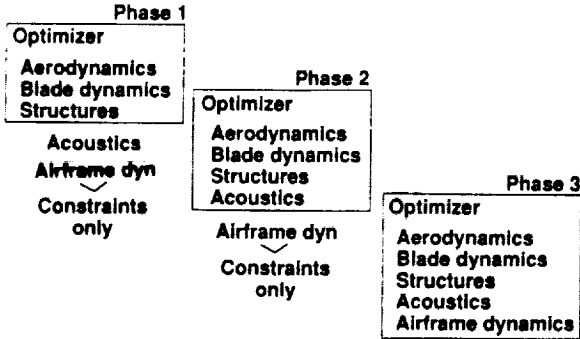 Phase 1
Optimizer
Aerodynamics
Blade dynamics
Structures
Acoustics
Airframe dyn
Constraints
only
Phase 2
Optimizer
Aerodynamics
Blade dynamics
Structures
Acoustics
Airframe dyn
Constraints
only
Phase 3
Optimizer
Aerodynamics
Blade dynamics
Structures
Acoustics
Airframe dynamics